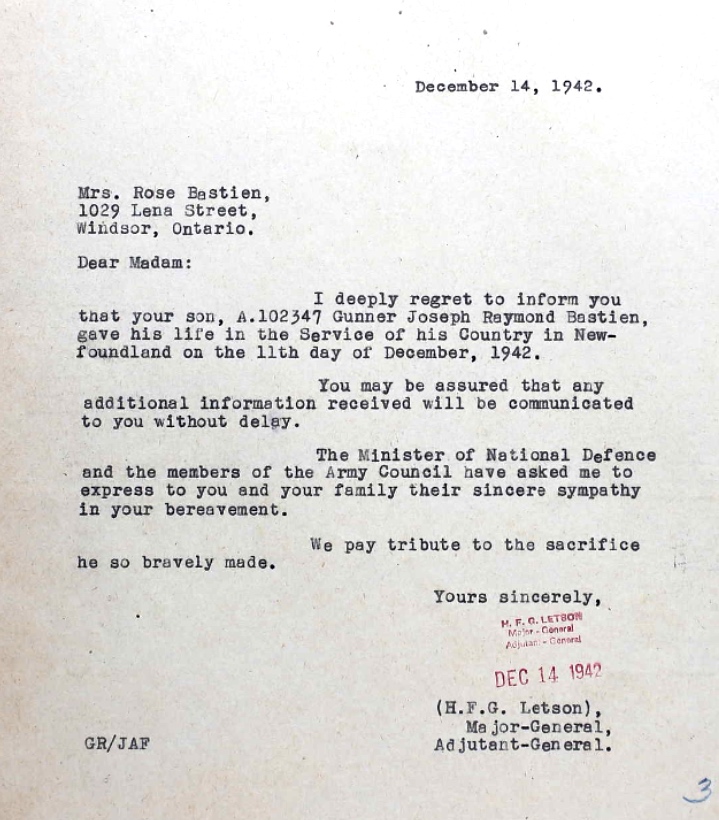 December 14, 1942.
Mrs. Rose Bastien,
1029 Lena Street,
Windsor, Ontario.
Dear Madam:
I deeply regret to inform you
that your son, A.102347 Gunner Joseph Raymond Bastien,
gave his life in the Service of his Country in New-
foundland on the 11th day of December, 1942.
You may be assured that any
additional information received will be communicated
to you without delay.
The Minister of National Defence
and the members of the Army Council have asked me to
express to you and your family their sincere sympathy
in your bereavement.
We pay tribute to the sacrifice
he so bravely made.
Yours sincerely,
H. F. G. LETSON
Major - General
Adjutant - General
DEC 14 1942
(H.F.G. Letson),
Major-General,
GR/JAF Adjutant-General.
3